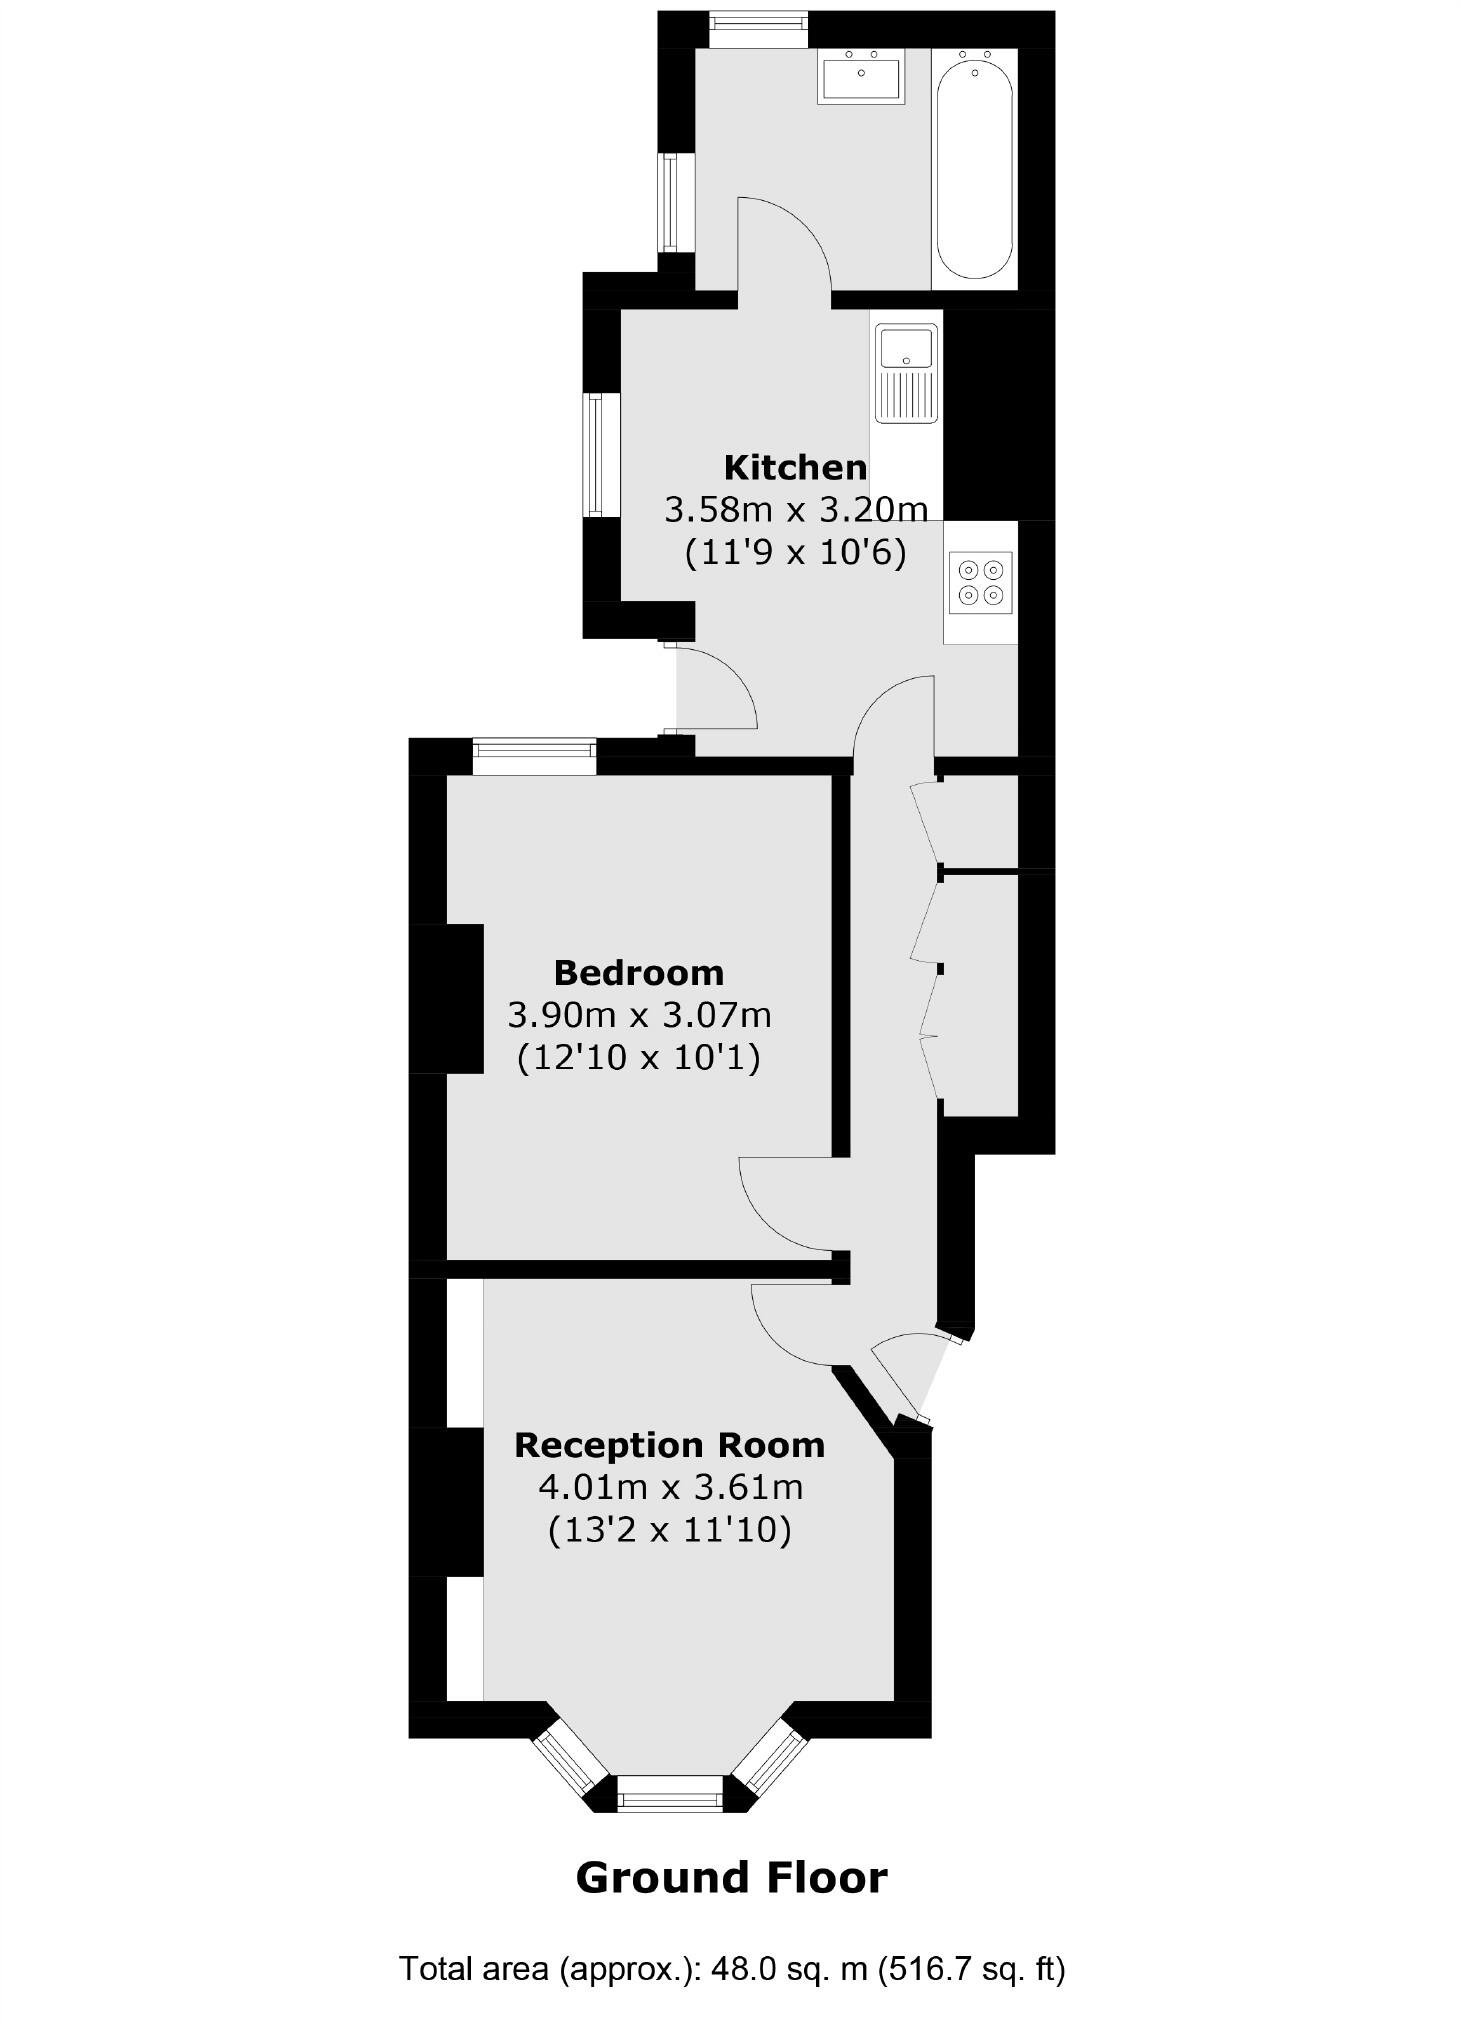 Kitchen
3.58m x 3.20m
(11'9 x 10'6)
Bedroom
3.90m x 3.07m
(12'10 x 10'1)
Reception Room
4.01m x 3.61m
(13'2 x 11'10)
Ground Floor
Total area (approx.): 48.0 sq. m (516.7 sq. ft)